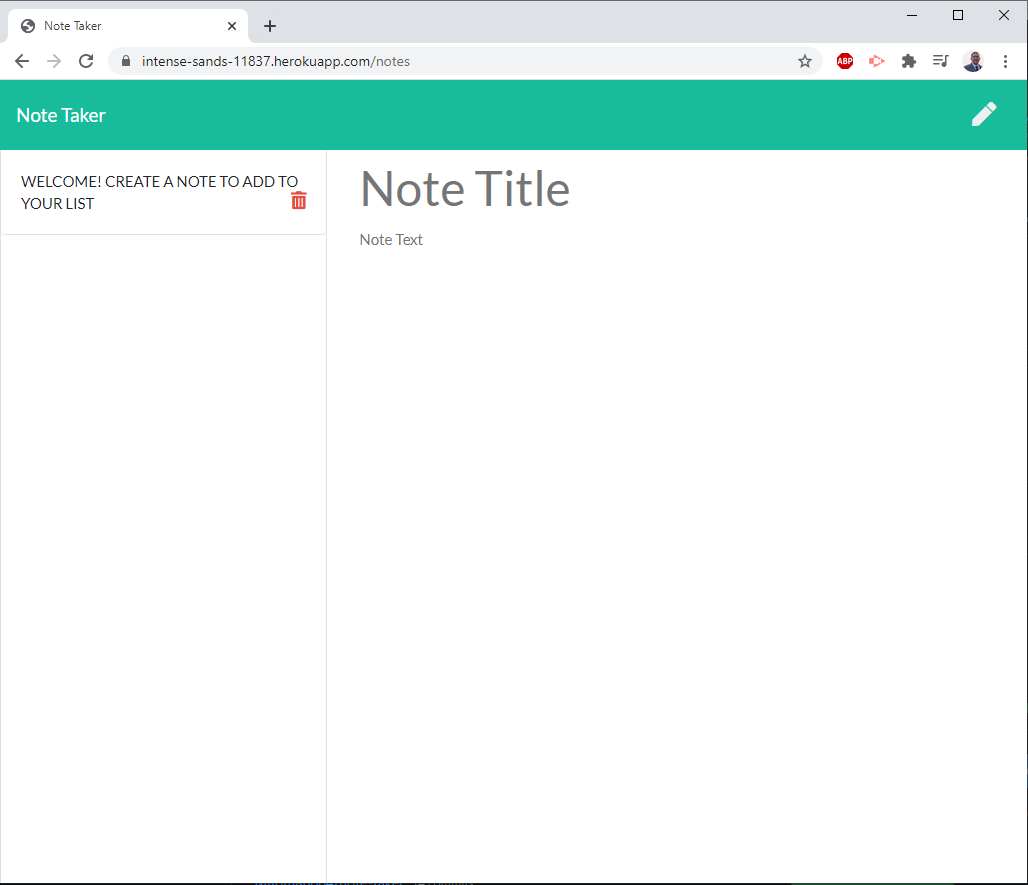 Note Taker
intense-sands-11837.herokuapp.com/notes
ABP
Note Taker
WELCOME! CREATE A NOTE TO ADD TO
YOUR LIST
Note Title
Note Text